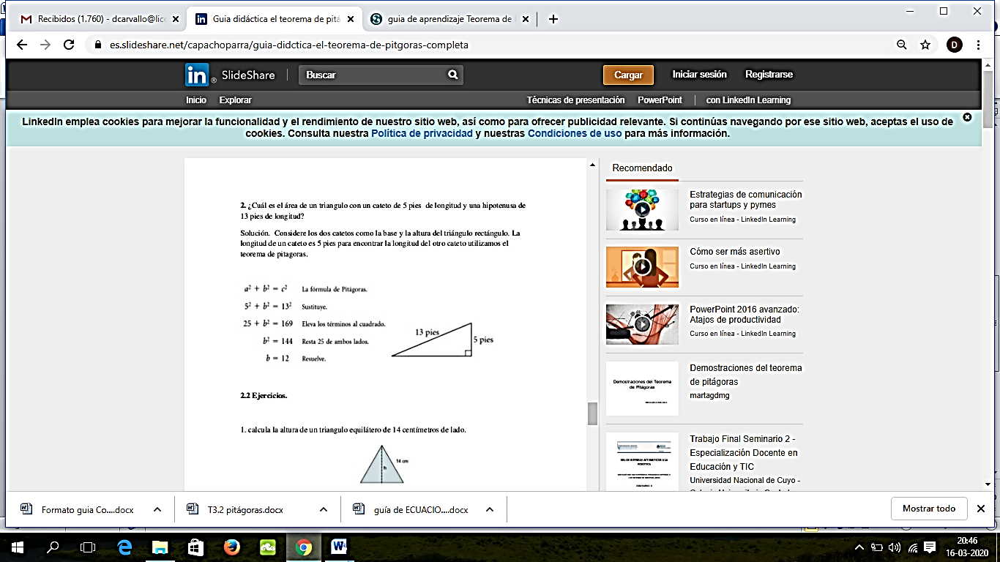 Recibidos (1.760) - dcarvallo@lice
Guia didáctica el teorema de pitá
guia de aprendizaje Teorema de
es.slideshare.net/capachoparra/guia-didctica-el-teorema-de-pitgoras-completa
D
in® SlideShare
Buscar
Cargar
Iniciar sesión
Registrarse
Inicio Explorar
Técnicas de presentación PowerPoint con LinkedIn Learning
LinkedIn emplea cookies para mejorar la funcionalidad y el rendimiento de nuestro sitio web, así como para ofrecer publicidad relevante. Si continúas navegando por ese sitio web, aceptas el uso de
cookies. Consulta nuestra Política de privacidad y nuestras Condiciones de uso para más información.
2. ¿Cuál es el área de un triangulo con un cateto de 5 pies de longitud y una hipotenusa de
13 pies de longitud?
Solución. Considere los dos catetos como la base y la altura del triángulo rectángulo. La
longitud de un cateto es 5 pies para encontrar la longitud del otro cateto utilizamos el
teorema de pitagoras.
a² + b² = c² La fórmula de Pitágoras.
5² + b² = 13² Sustituye.
25 + b² = 169 Eleva los términos al cuadrado.
b² = 144 Resta 25 de ambos lados.
b = 12 Resuelve.
13 pies
5 pies
2.2 Ejercicios.
1. calcula la altura de un triangulo equilátero de 14 centímetros de lado.
14 cm
h
Recomendado
Estrategias de comunicación
para startups y pymes
Curso en línea - LinkedIn Learning
Cómo ser más asertivo
Curso en línea - LinkedIn Learning
PowerPoint 2016 avanzado:
Atajos de productividad
Curso en línea - LinkedIn Learning
Demostraciones del Teorema
de Pitágoras
Demostraciones del teorema
de pitágoras
martagdmg
Trabajo Final Seminario 2 -
Especialización Docente en
Educación y TIC
Universidad Nacional de Cuyo -
Formato guia Co....docx
T3.2 pitágoras.docx
guía de ECUACIO....docx
Mostrar todo
20:46
16-03-2020